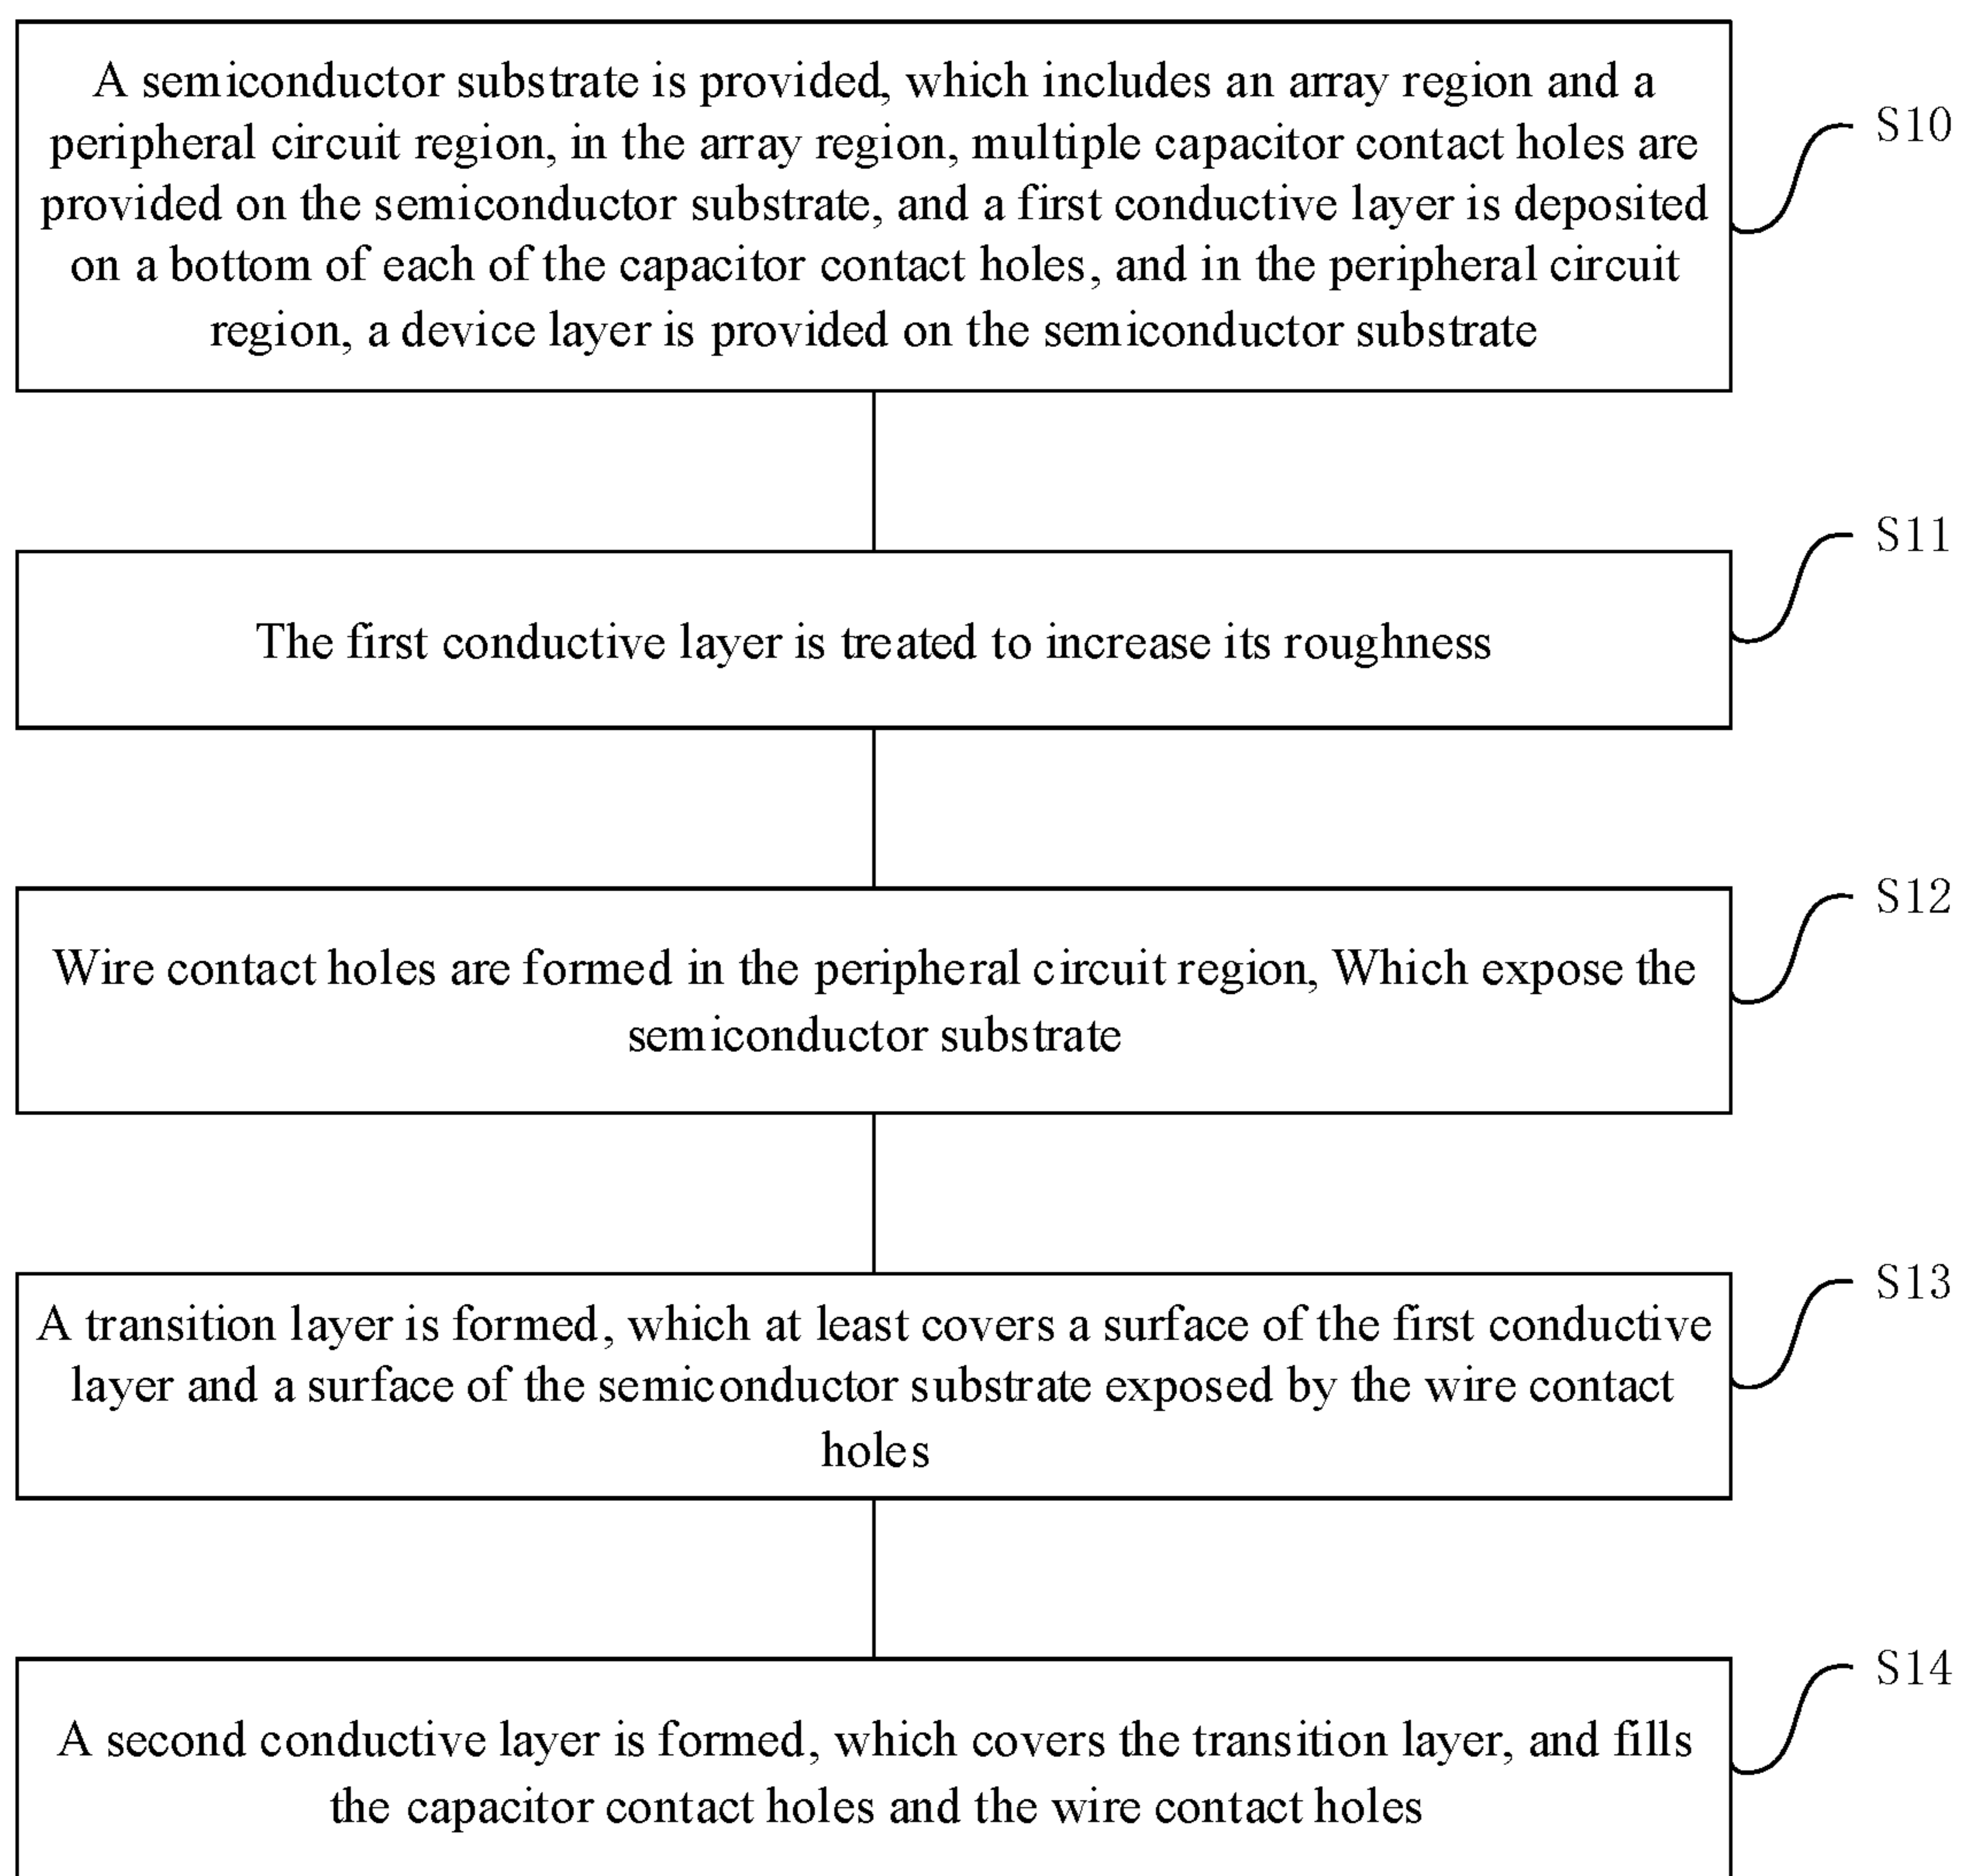 A semiconductor substrate is provided, which includes an array region and a
peripheral circuit region, in the array region, multiple capacitor contact holes are
provided on the semiconductor substrate, and a first conductive layer is deposited
on a bottom of each of the capacitor contact holes, and in the peripheral circuit
region, a device layer is provided on the semiconductor substrate
S10
The first conductive layer is treated to increase its roughness
S11
Wire contact holes are formed in the peripheral circuit region, Which expose the
semiconductor substrate
S12
A transition layer is formed, which at least covers a surface of the first conductive
layer and a surface of the semiconductor substrate exposed by the wire contact
holes
S13
A second conductive layer is formed, which covers the transition layer, and fills
the capacitor contact holes and the wire contact holes
S14